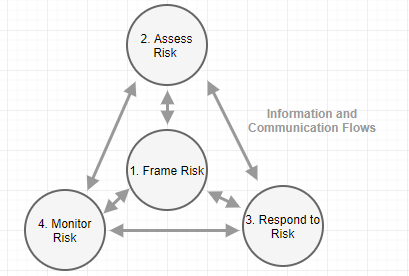 2. Assess
Risk
Information and
Communication Flows
1. Frame Risk
4. Monitor
Risk
3. Respond to
Risk